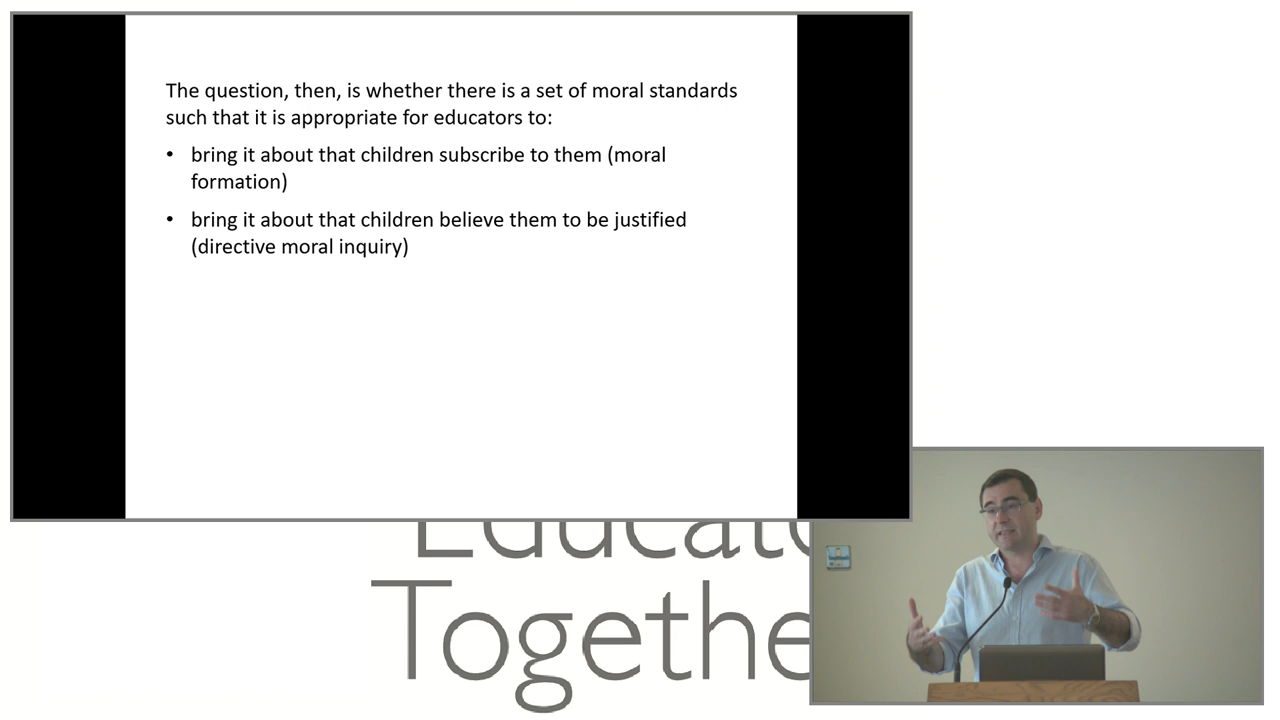 The question, then, is whether there is a set of moral standards
such that it is appropriate for educators to:
• bring it about that children subscribe to them (moral
formation)
• bring it about that children believe them to be justified
(directive moral inquiry)
Educate
Togethe